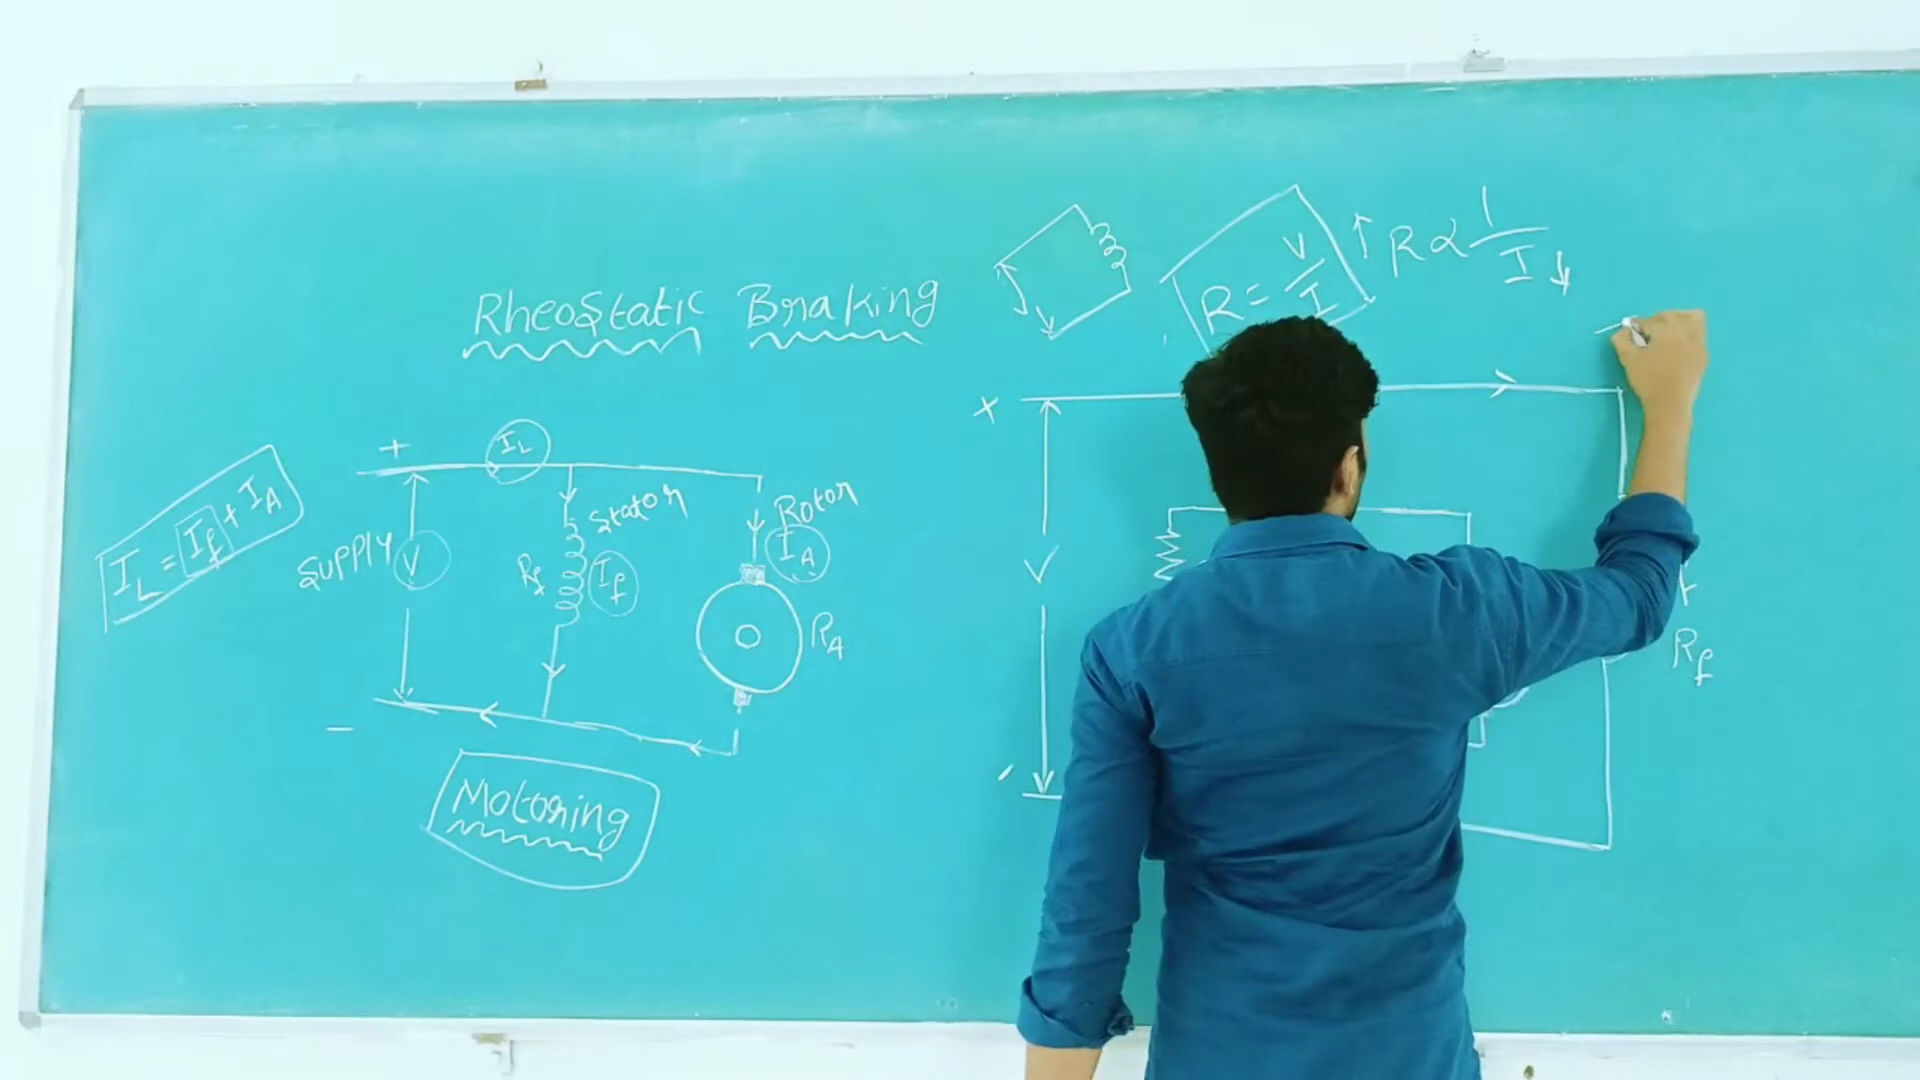 RheoStatic Braking
R = V/I
↑ R ∝ 1/I ↓
+
I_L
I_L = I_f + I_A
Supply V
Stator
R_f
I_f
Rotor
I_A
R_A
-
Motoring
+
V
R_f